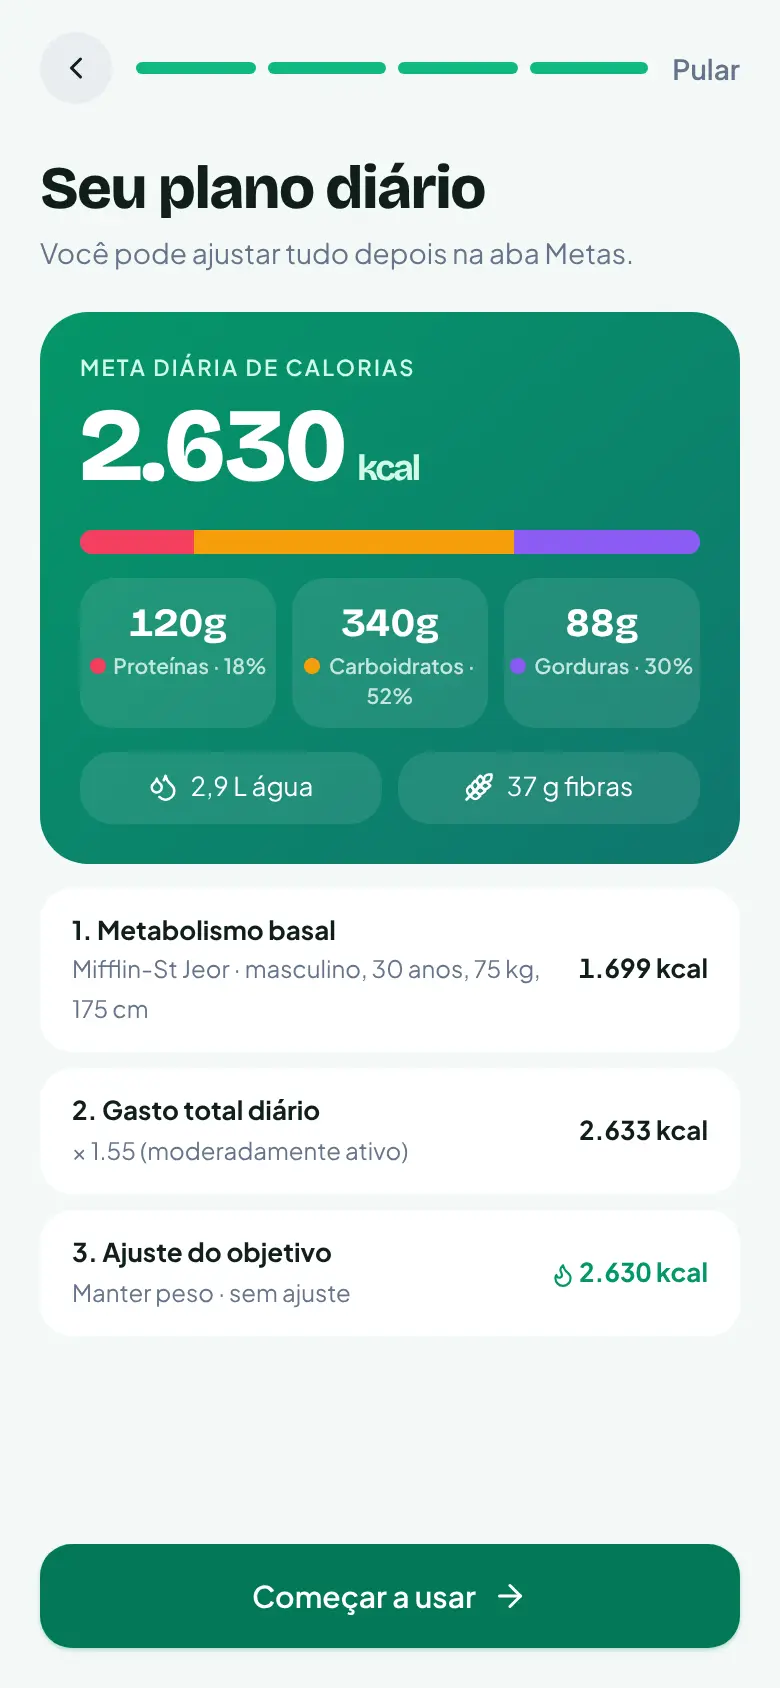 Pular
Seu plano diário
Você pode ajustar tudo depois na aba Metas.
META DIÁRIA DE CALORIAS
2.630 kcal
120g
Proteínas · 18%
340g
Carboidratos ·
52%
88g
Gorduras · 30%
2,9 L água
37 g fibras
1. Metabolismo basal
Mifflin-St Jeor · masculino, 30 anos, 75 kg,
175 cm
1.699 kcal
2. Gasto total diário
× 1.55 (moderadamente ativo)
2.633 kcal
3. Ajuste do objetivo
Manter peso · sem ajuste
2.630 kcal
Começar a usar